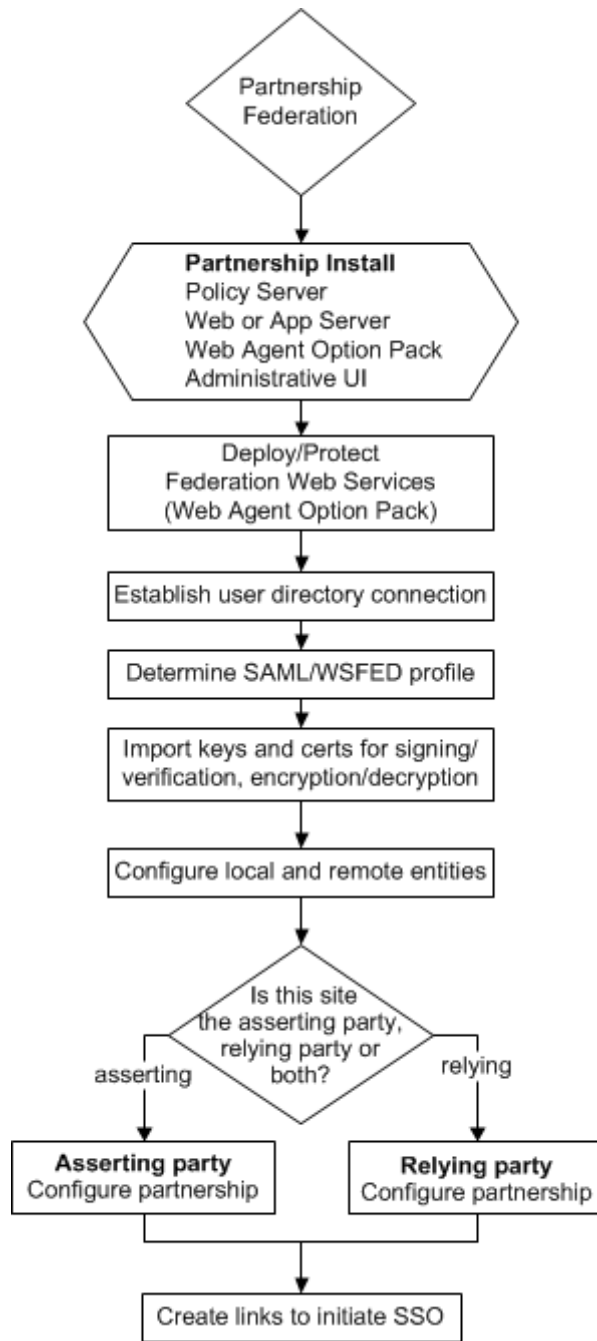 Partnership
Federation
Partnership Install
Policy Server
Web or App Server
Web Agent Option Pack
Administrative UI
Deploy/Protect
Federation Web Services
(Web Agent Option Pack)
Establish user directory connection
Determine SAML/WSFED profile
Import keys and certs for signing/
verification, encryption/decryption
Configure local and remote entities
Is this site
the asserting party,
relying party or
both?
asserting
relying
Asserting party
Configure partnership
Relying party
Configure partnership
Create links to initiate SSO